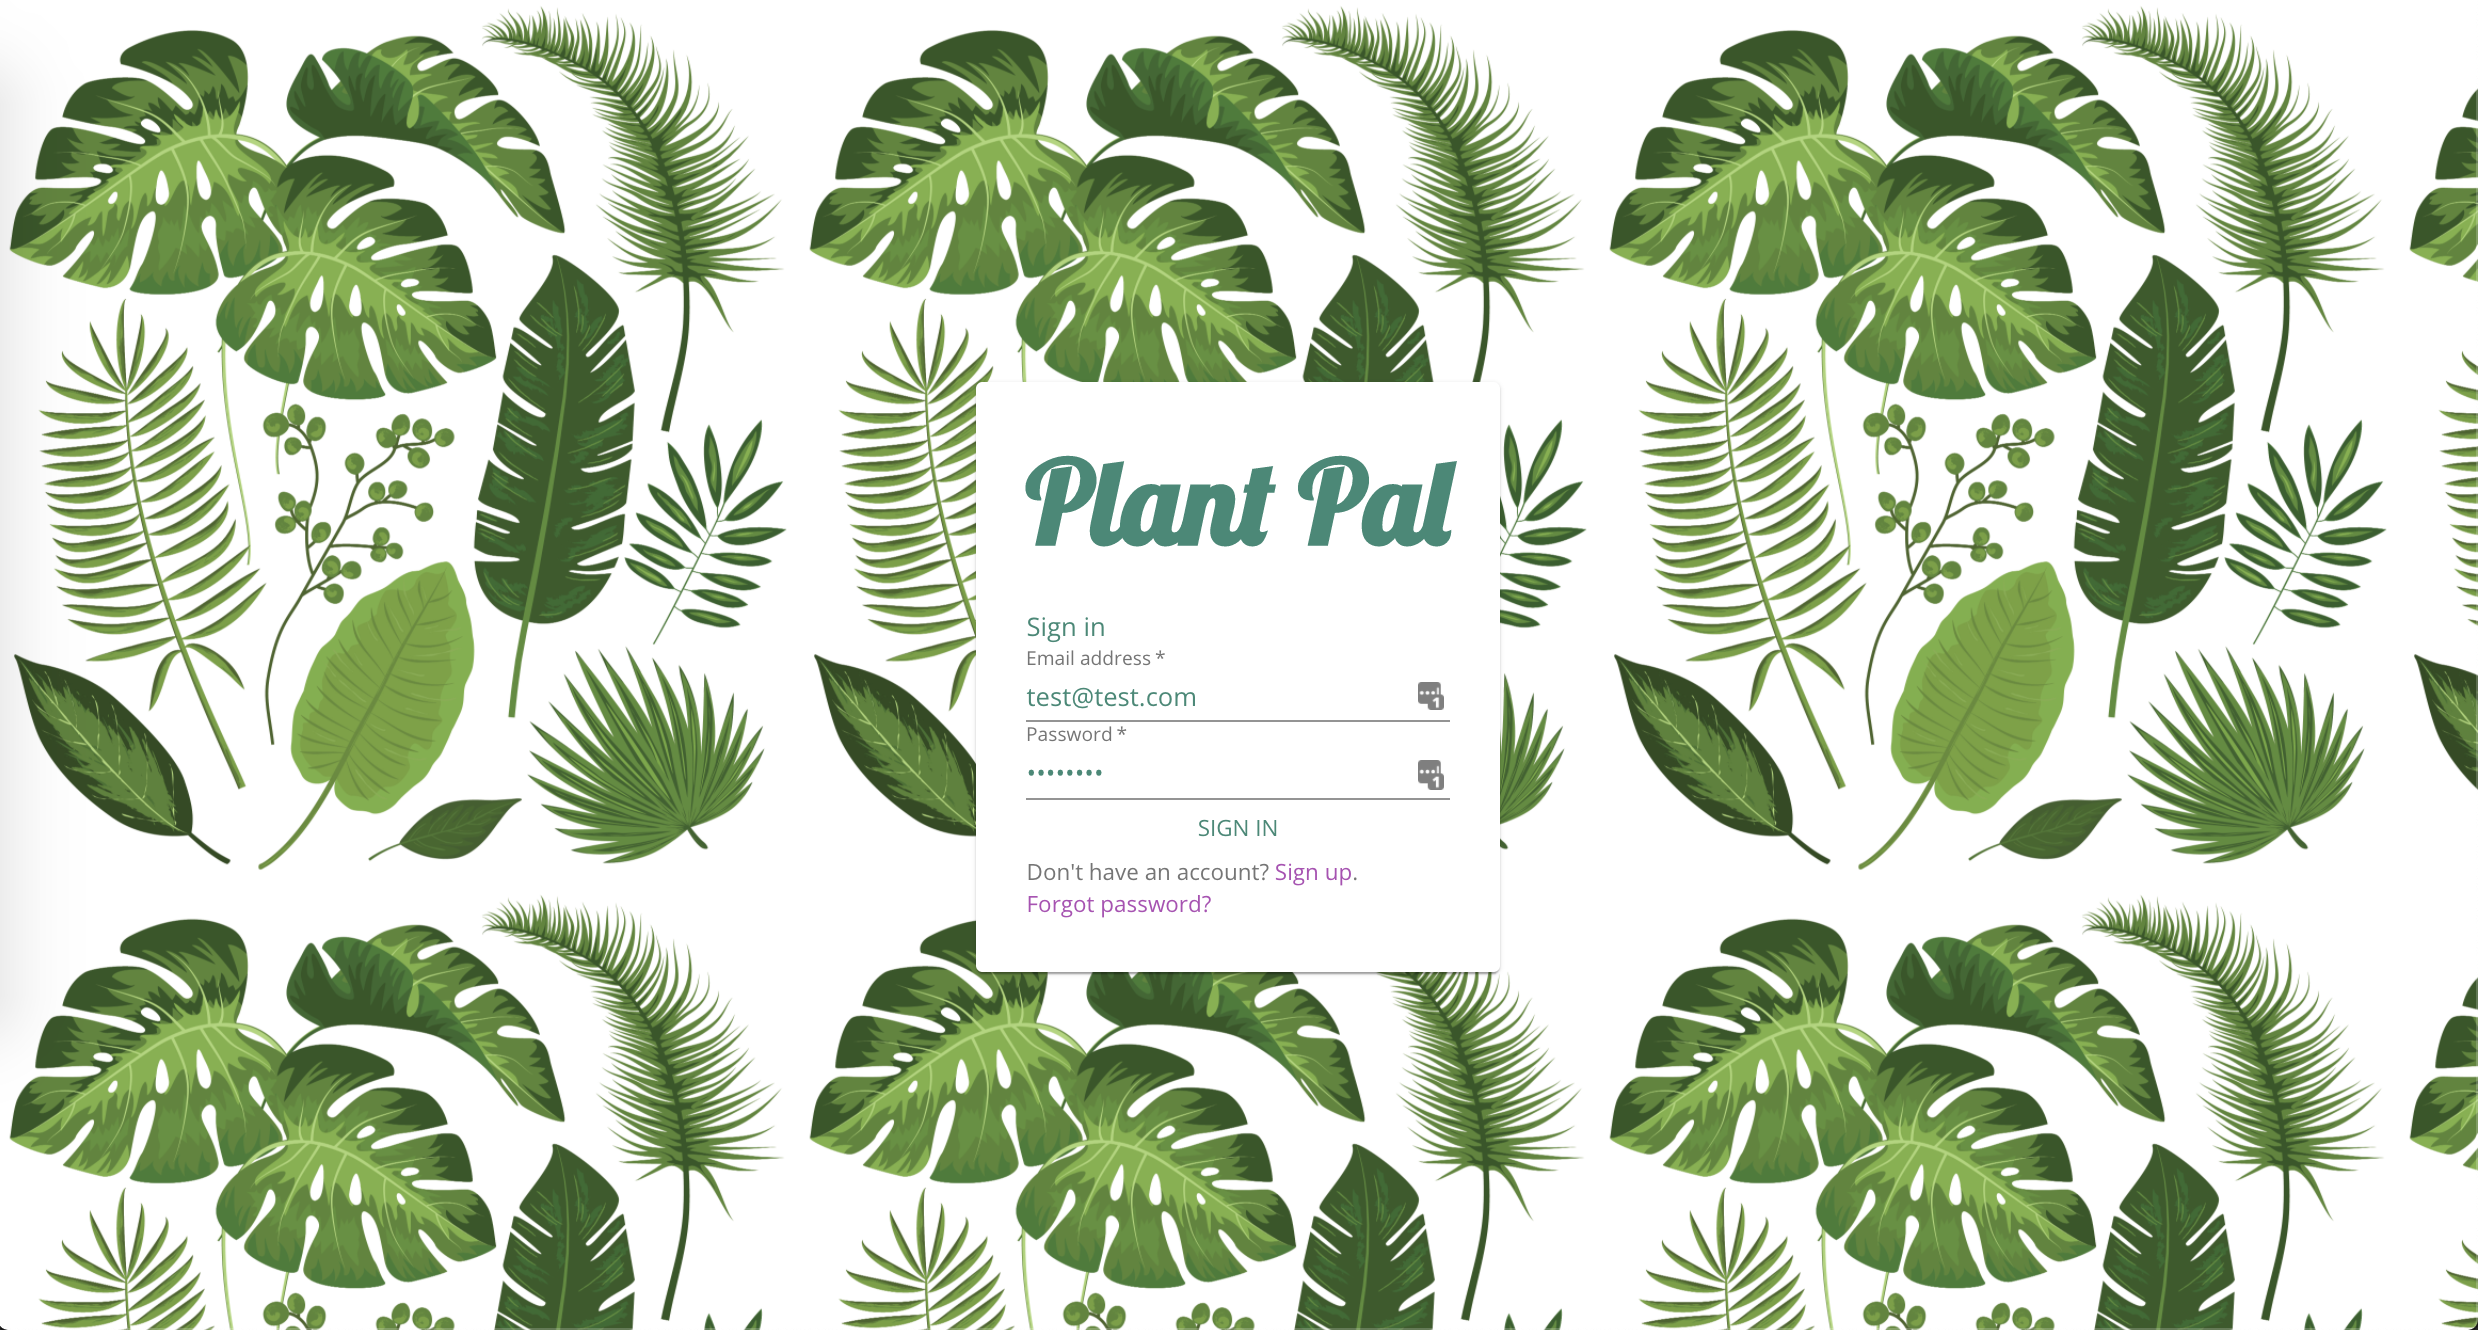 Plant Pal
Sign in
Email address *
test@test.com
Password *
••••••••
SIGN IN
Don't have an account? Sign up.
Forgot password?